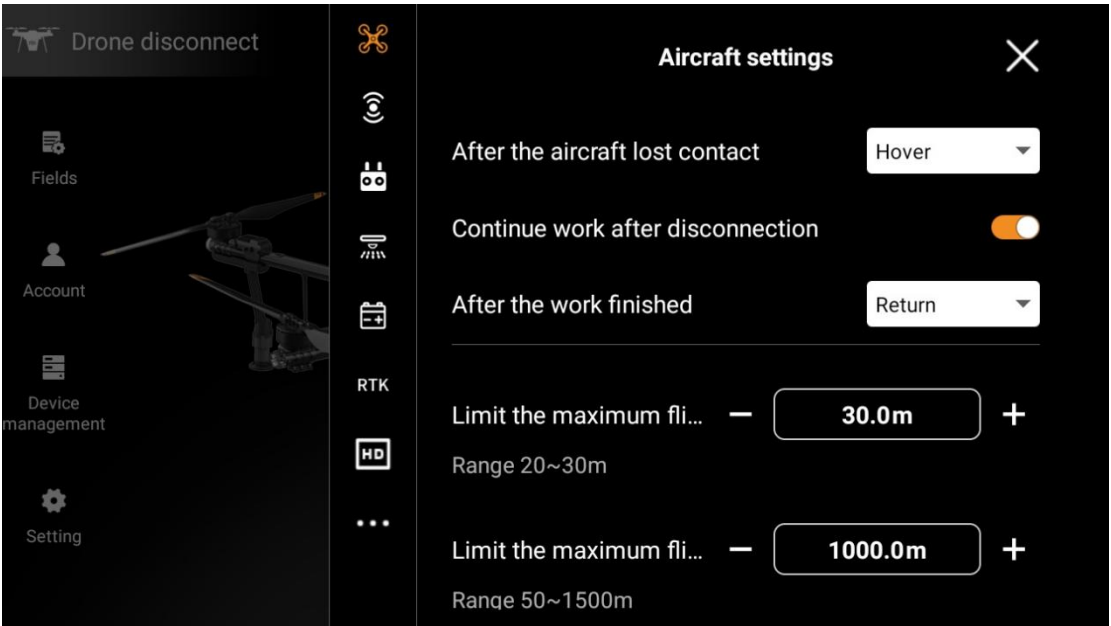 Drone disconnect
Fields
Account
Device
management
Setting
RTK
HD
Aircraft settings
After the aircraft lost contact
Hover
Continue work after disconnection
After the work finished
Return
Limit the maximum fli...
30.0m
Range 20~30m
Limit the maximum fli...
1000.0m
Range 50~1500m